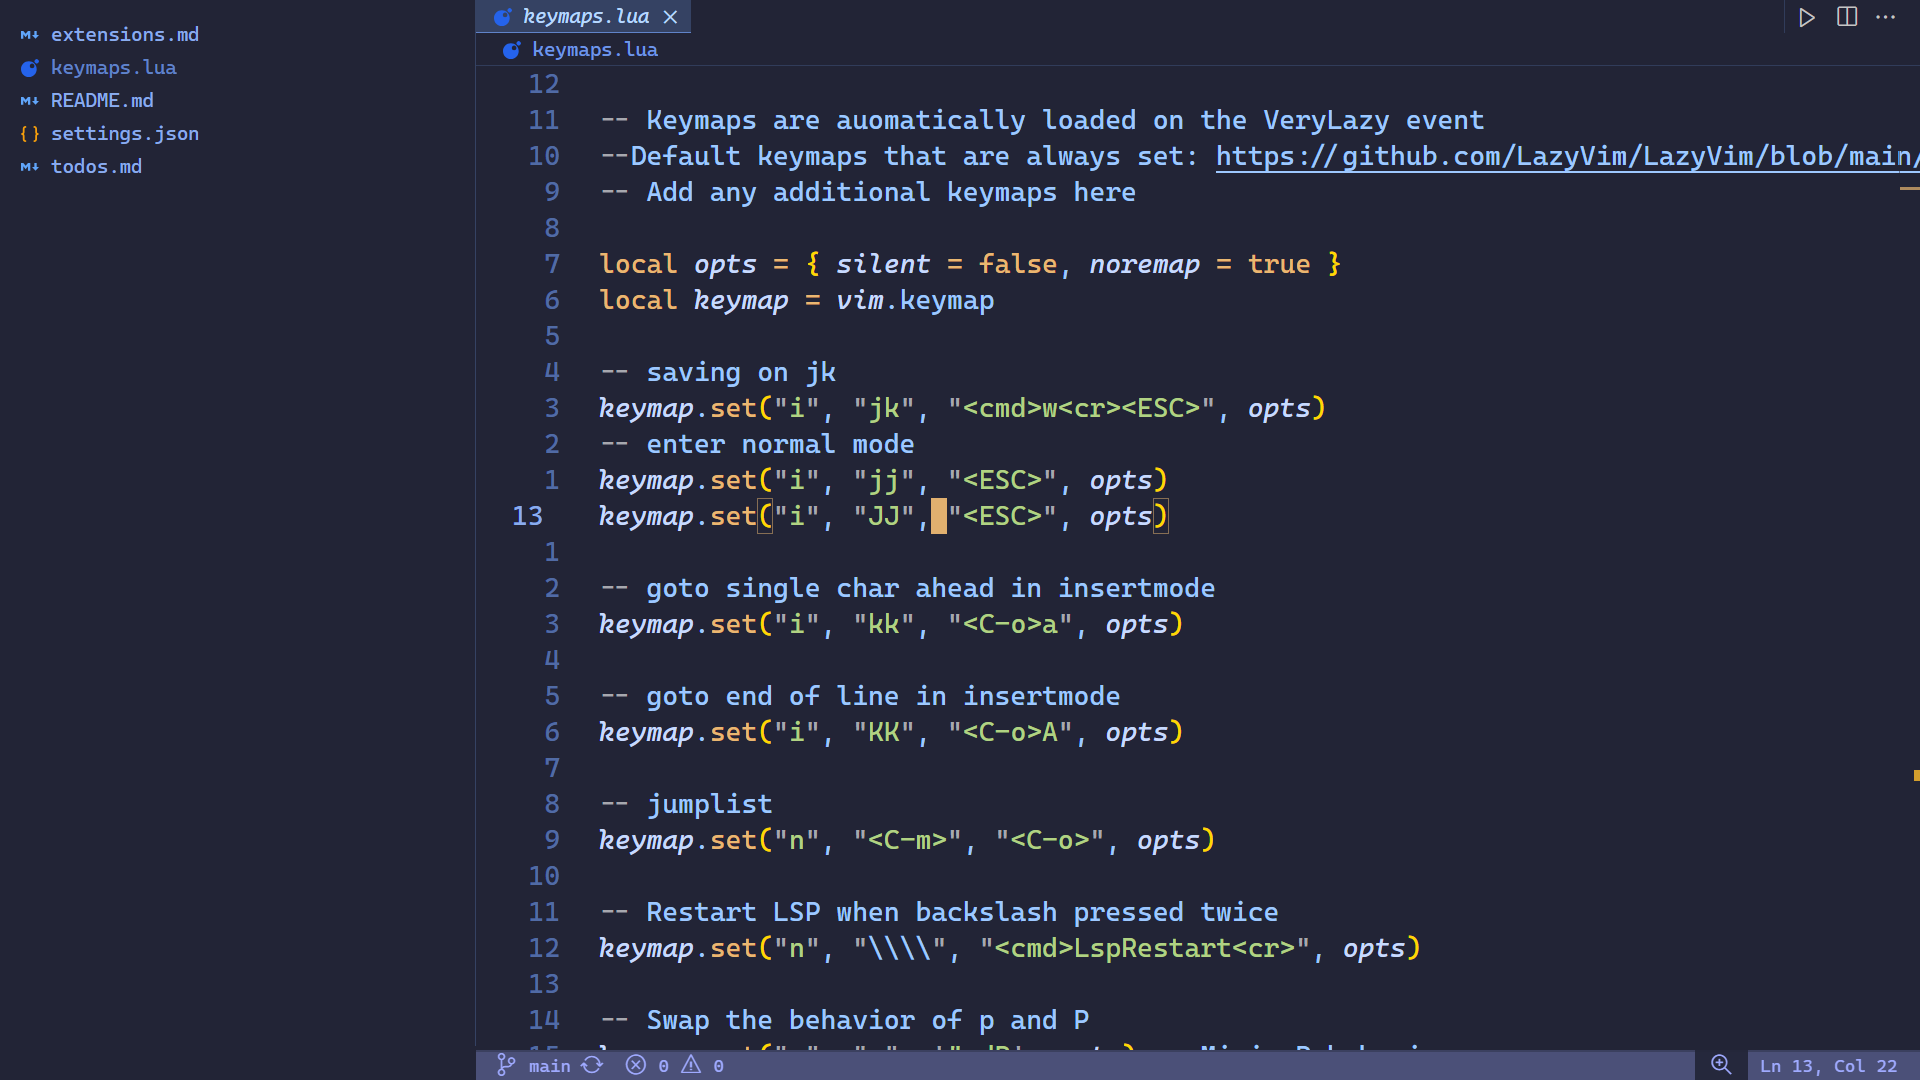 extensions.md
keymaps.lua
README.md
settings.json
todos.md
keymaps.lua
keymaps.lua
12
11 -- Keymaps are auomatically loaded on the VeryLazy event
10 --Default keymaps that are always set: https://github.com/LazyVim/LazyVim/blob/main/
9 -- Add any additional keymaps here
8
7 local opts = { silent = false, noremap = true }
6 local keymap = vim.keymap
5
4 -- saving on jk
3 keymap.set("i", "jk", "<cmd>w<cr><ESC>", opts)
2 -- enter normal mode
1 keymap.set("i", "jj", "<ESC>", opts)
13 keymap.set("i", "JJ", "<ESC>", opts)
1
2 -- goto single char ahead in insertmode
3 keymap.set("i", "kk", "<C-o>a", opts)
4
5 -- goto end of line in insertmode
6 keymap.set("i", "KK", "<C-o>A", opts)
7
8 -- jumplist
9 keymap.set("n", "<C-m>", "<C-o>", opts)
10
11 -- Restart LSP when backslash pressed twice
12 keymap.set("n", "\\\\", "<cmd>LspRestart<cr>", opts)
13
14 -- Swap the behavior of p and P
main 0 0 Ln 13, Col 22